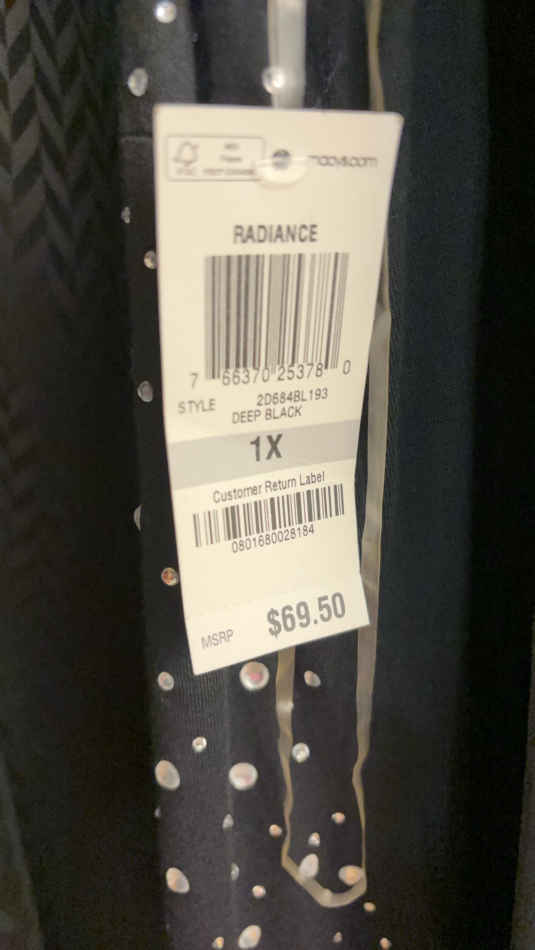 macys.com
FSC
RADIANCE
7 66370 25378 0
STYLE 2D684BL193
DEEP BLACK
1X
Customer Return Label
0801680028184
MSRP $69.50